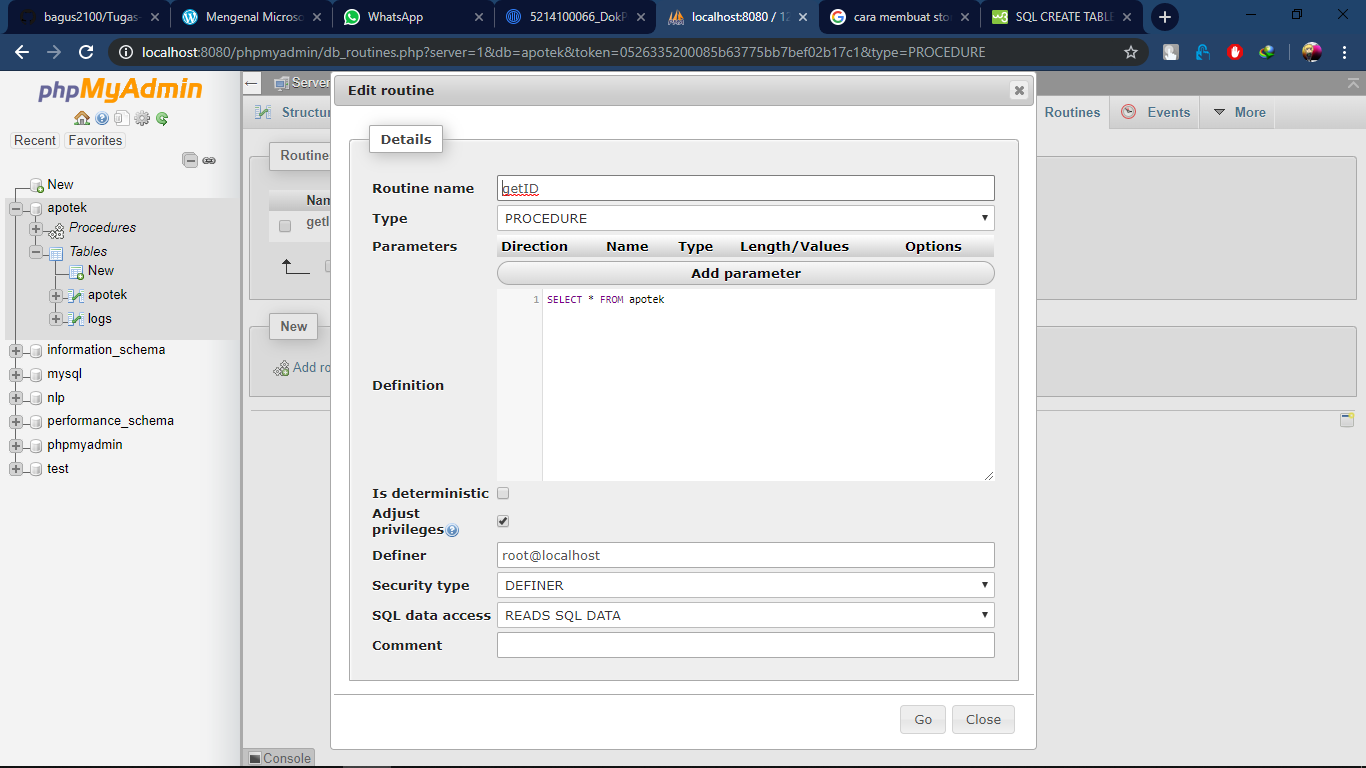 bagus2100/Tugas-
Mengenal Microso
WhatsApp
5214100066_DokP
localhost:8080 / 12
cara membuat sto
SQL CREATE TABLE
localhost:8080/phpmyadmin/db_routines.php?server=1&db=apotek&token=0526335200085b63775bb7bef02b17c1&type=PROCEDURE
phpMyAdmin
Recent
Favorites
New
apotek
Procedures
Tables
New
apotek
logs
information_schema
mysql
nlp
performance_schema
phpmyadmin
test
Server
Structu
Routines
Events
More
Routine
Nam
getI
New
Add ro
Edit routine
Details
Routine name
getID
Type
PROCEDURE
Parameters
Direction Name Type Length/Values Options
Add parameter
Definition
1 SELECT * FROM apotek
Is deterministic
Adjust
privileges
Definer
root@localhost
Security type
DEFINER
SQL data access
READS SQL DATA
Comment
Go
Close
Console